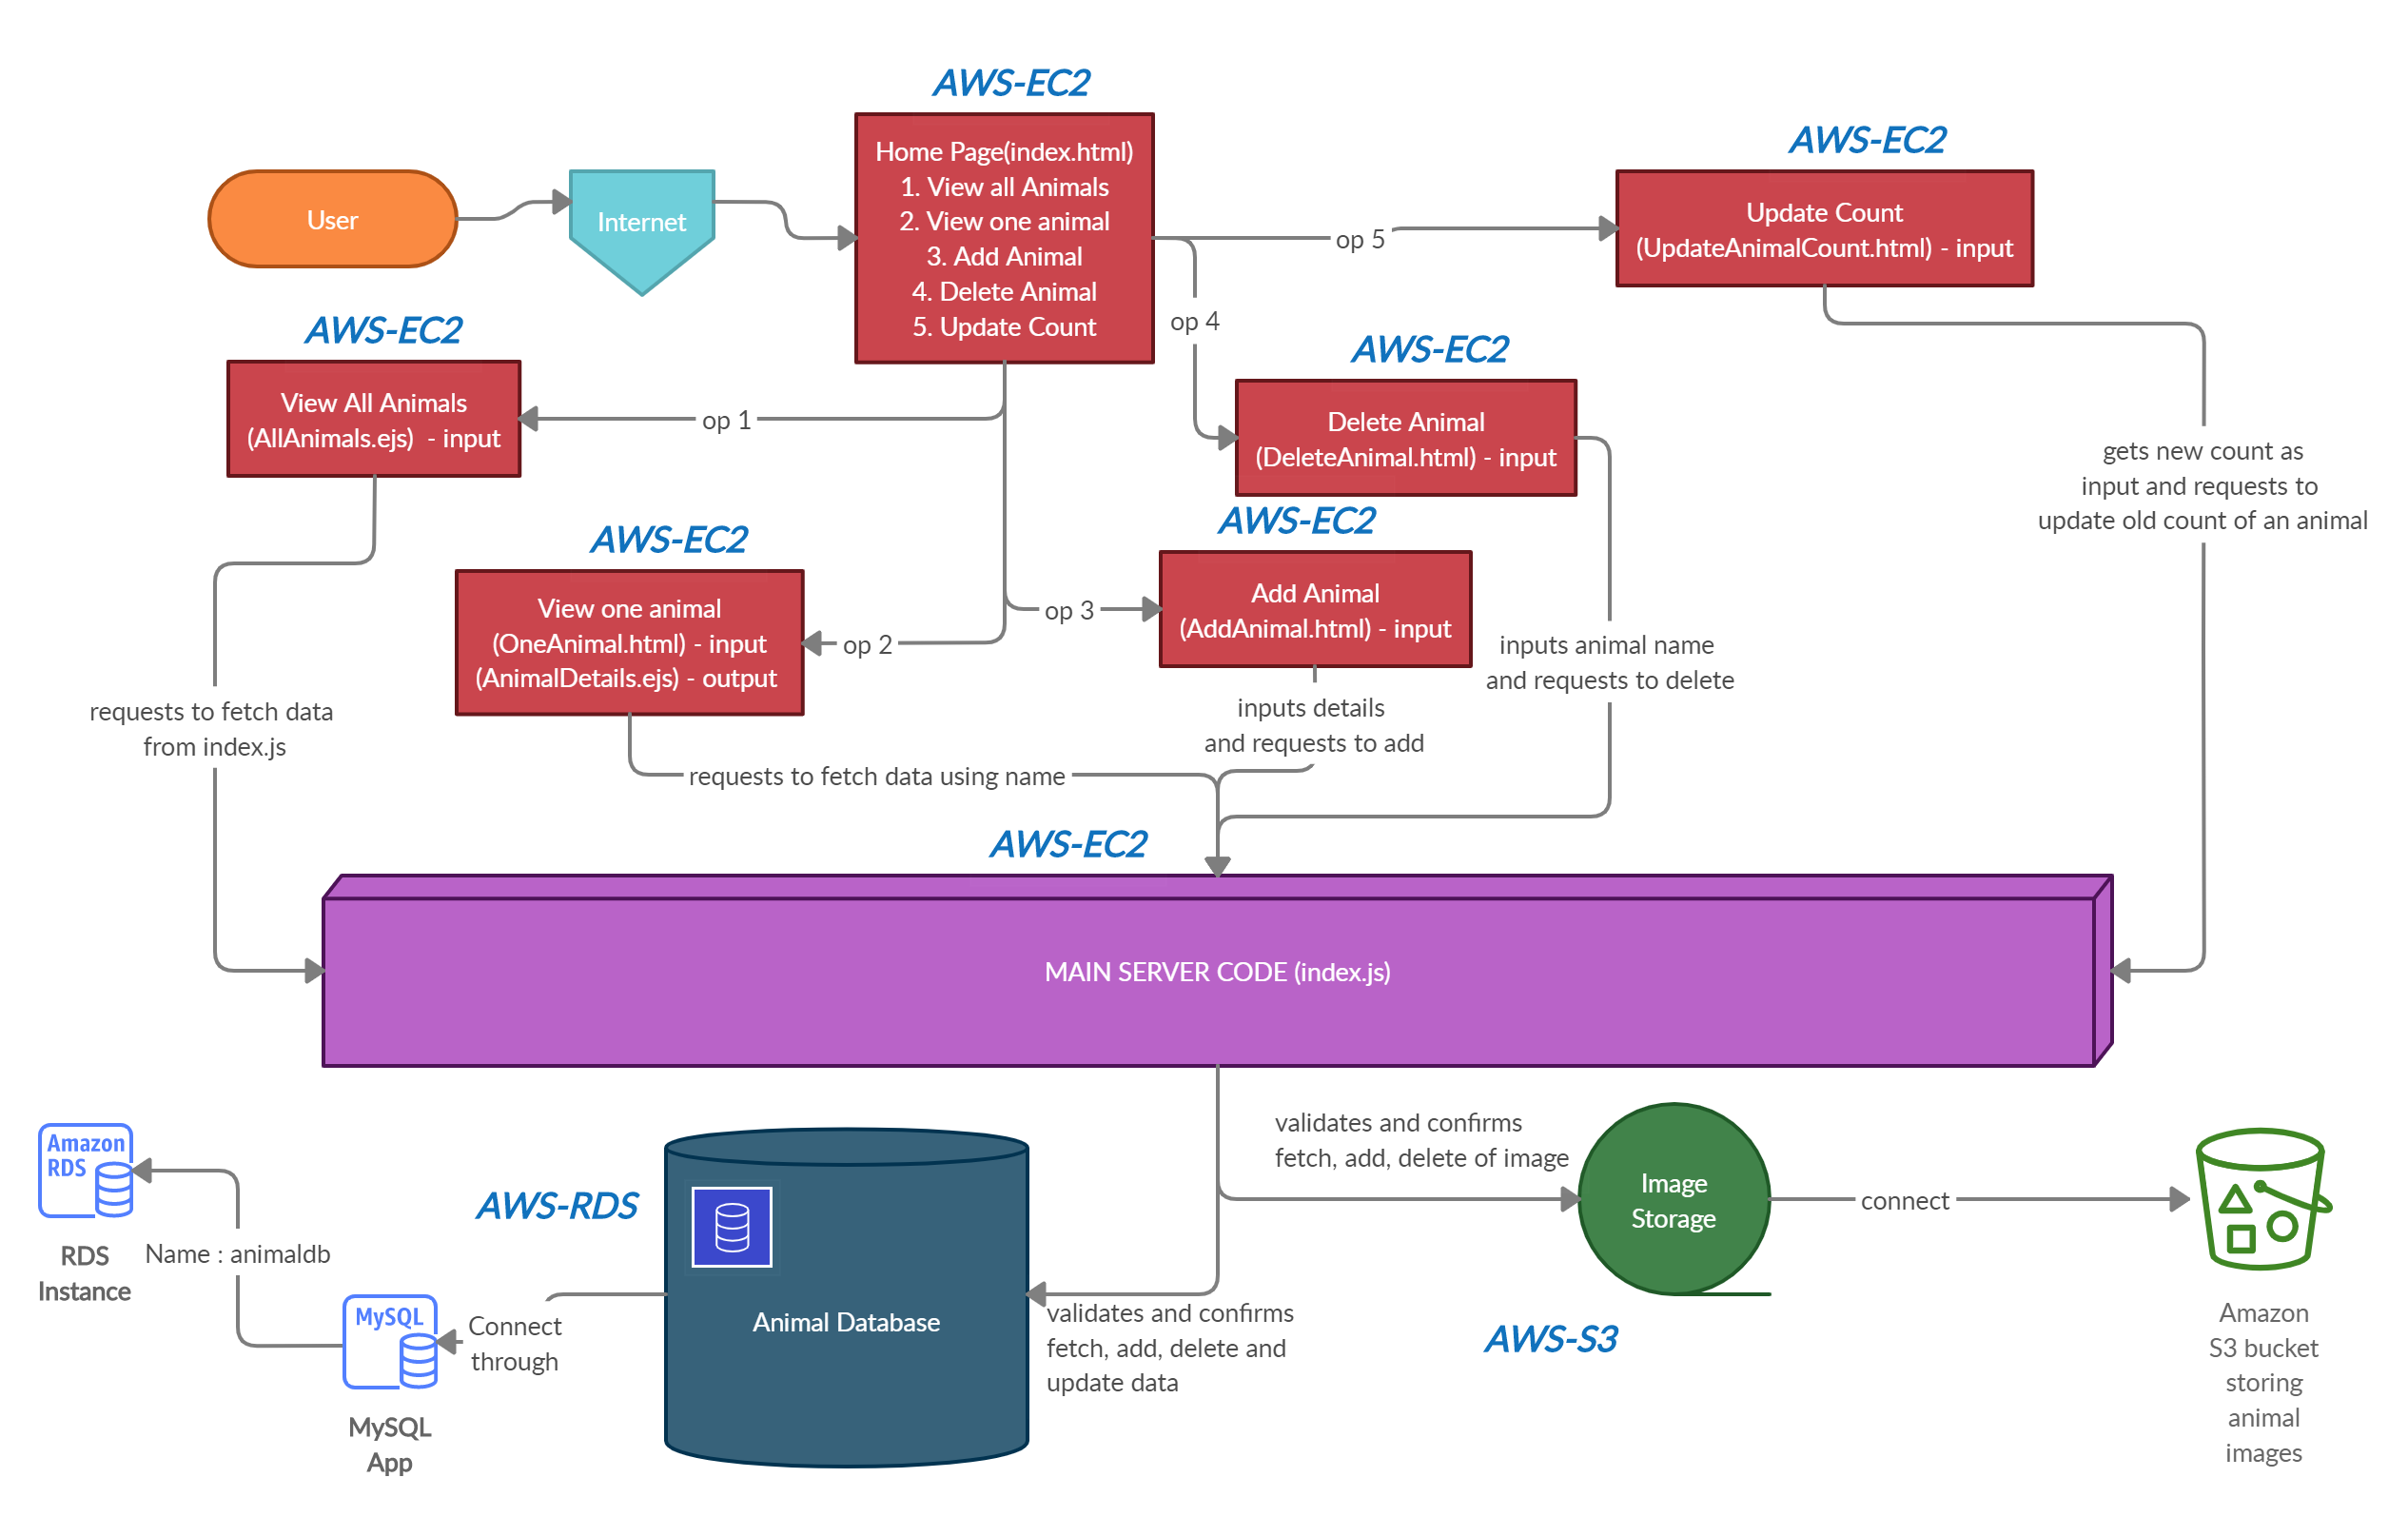 AWS-EC2
Home Page(index.html)
1. View all Animals
2. View one animal
3. Add Animal
4. Delete Animal
5. Update Count
AWS-EC2
Update Count
(UpdateAnimalCount.html) - input
User
Internet
op 5
op 4
AWS-EC2
View All Animals
(AllAnimals.ejs)  - input
op 1
AWS-EC2
Delete Animal
(DeleteAnimal.html) - input
gets new count as
input and requests to
update old count of an animal
AWS-EC2
View one animal
(OneAnimal.html) - input
(AnimalDetails.ejs) - output
op 2
op 3
AWS-EC2
Add Animal
(AddAnimal.html) - input
inputs animal name
and requests to delete
requests to fetch data
from index.js
inputs details
and requests to add
requests to fetch data using name
AWS-EC2
MAIN SERVER CODE (index.js)
Amazon
RDS
RDS
Instance
Name : animaldb
AWS-RDS
MySQL
MySQL
App
Connect
through
Animal Database
validates and confirms
fetch, add, delete and
update data
validates and confirms
fetch, add, delete of image
Image
Storage
AWS-S3
connect
Amazon
S3 bucket
storing
animal
images